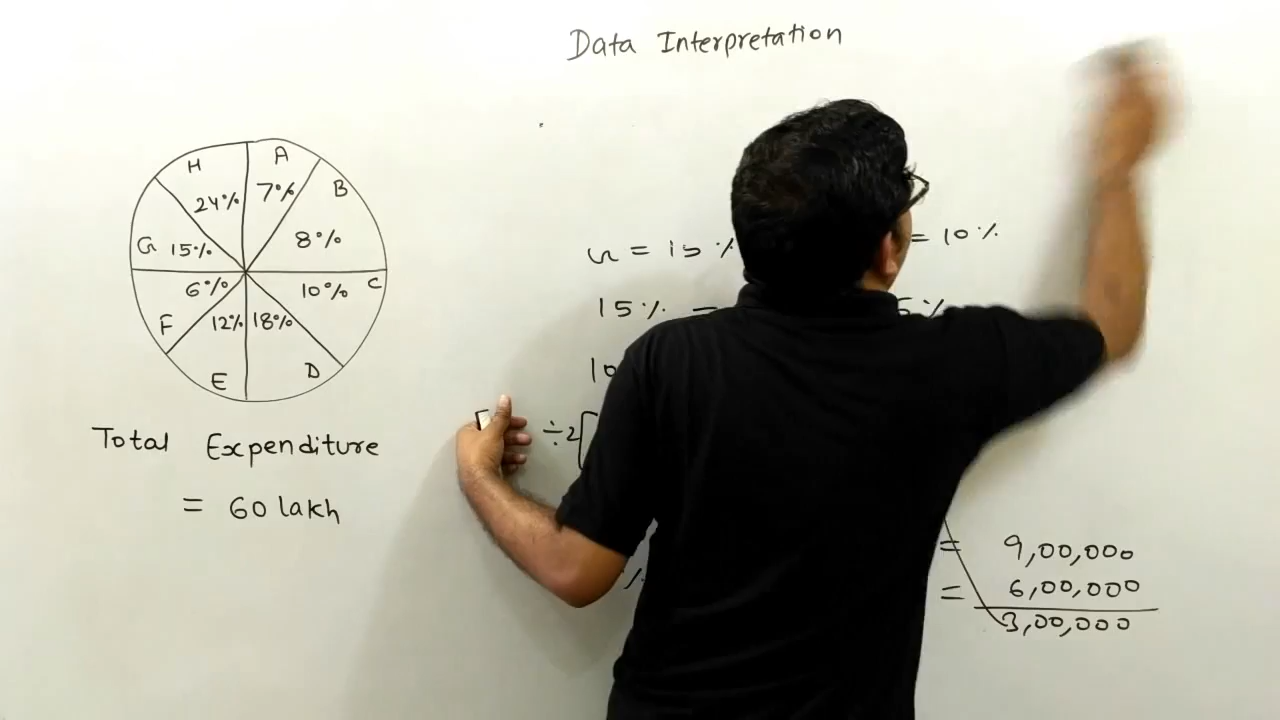 Data Interpretation
H
A
24%
7%
B
G
15%
8%
6%
10%
C
F
12%
18%
E
D
Total Expenditure
= 60 lakh
G = 15 %
= 10 %
15 % =
5 %
10
÷ 2
%
= 9,00,000
= 6,00,000
3,00,000